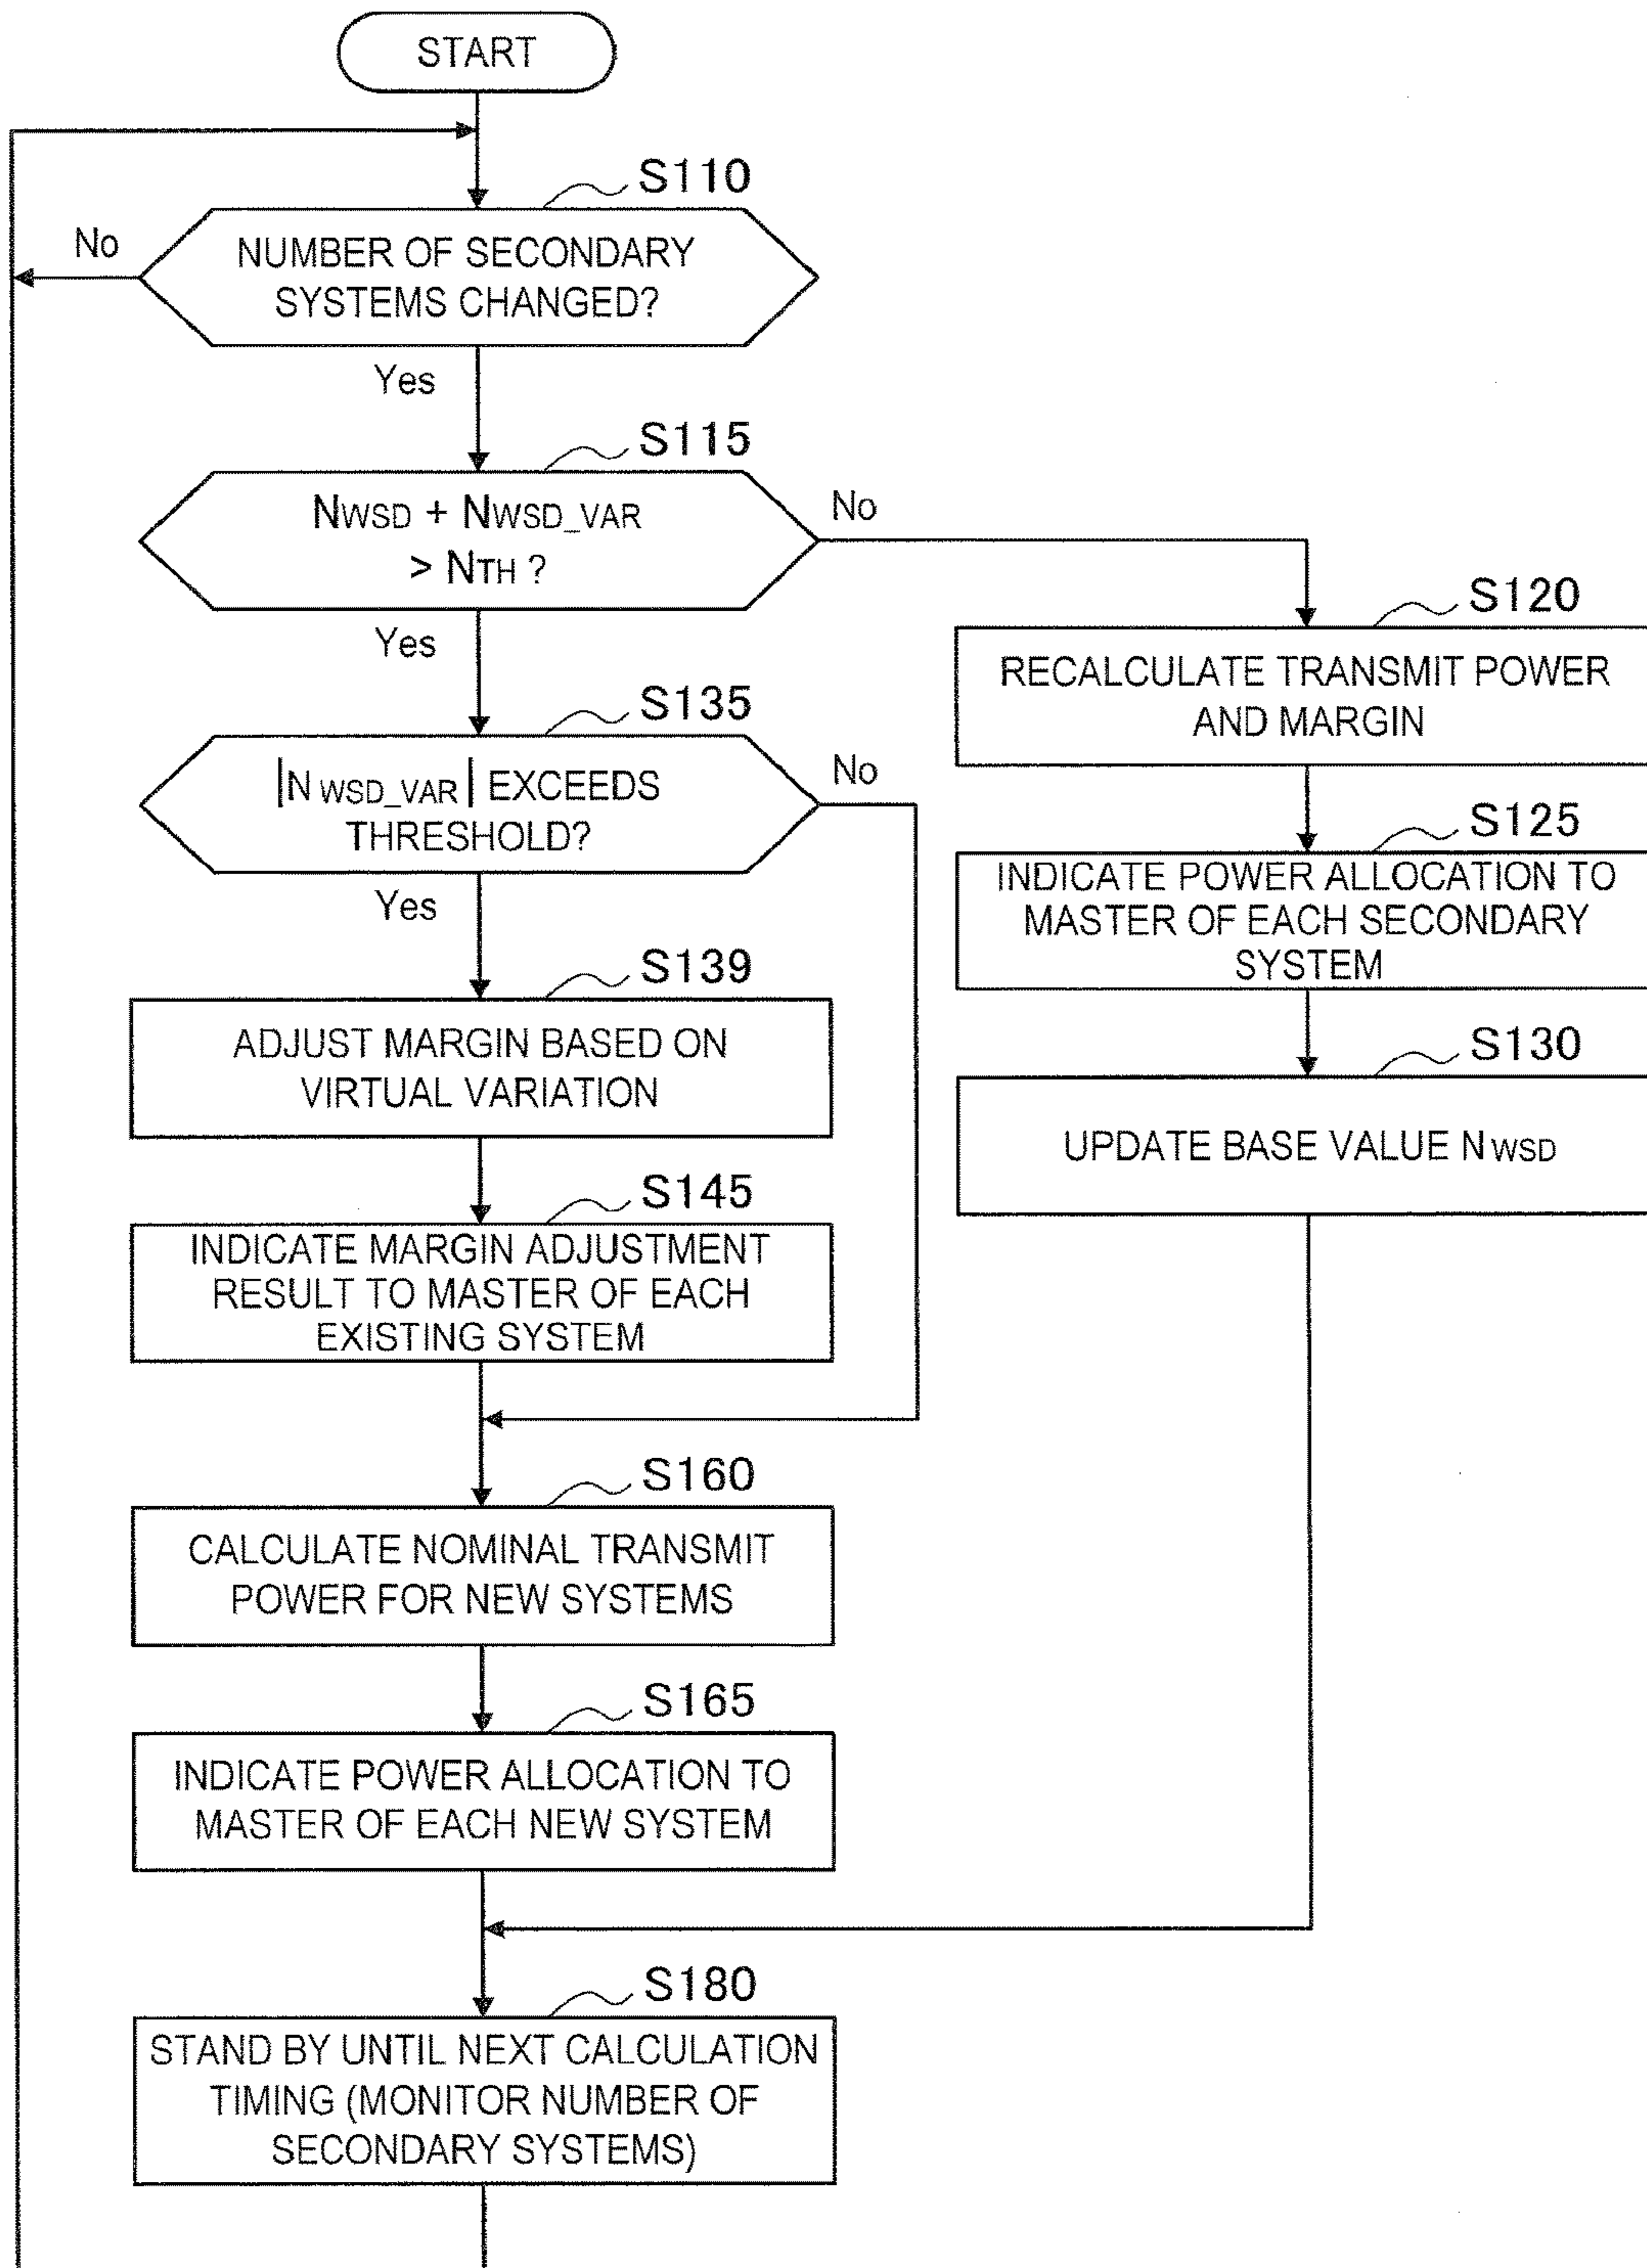 START
S110
No
NUMBER OF SECONDARY
SYSTEMS CHANGED?
Yes
S115
NWSD + NWSD_VAR
> NTH ?
No
Yes
S120
RECALCULATE TRANSMIT POWER
AND MARGIN
S135
|NWSD_VAR| EXCEEDS
THRESHOLD?
No
Yes
S125
INDICATE POWER ALLOCATION TO
MASTER OF EACH SECONDARY
SYSTEM
S139
ADJUST MARGIN BASED ON
VIRTUAL VARIATION
S130
UPDATE BASE VALUE NWSD
S145
INDICATE MARGIN ADJUSTMENT
RESULT TO MASTER OF EACH
EXISTING SYSTEM
S160
CALCULATE NOMINAL TRANSMIT
POWER FOR NEW SYSTEMS
S165
INDICATE POWER ALLOCATION TO
MASTER OF EACH NEW SYSTEM
S180
STAND BY UNTIL NEXT CALCULATION
TIMING (MONITOR NUMBER OF
SECONDARY SYSTEMS)